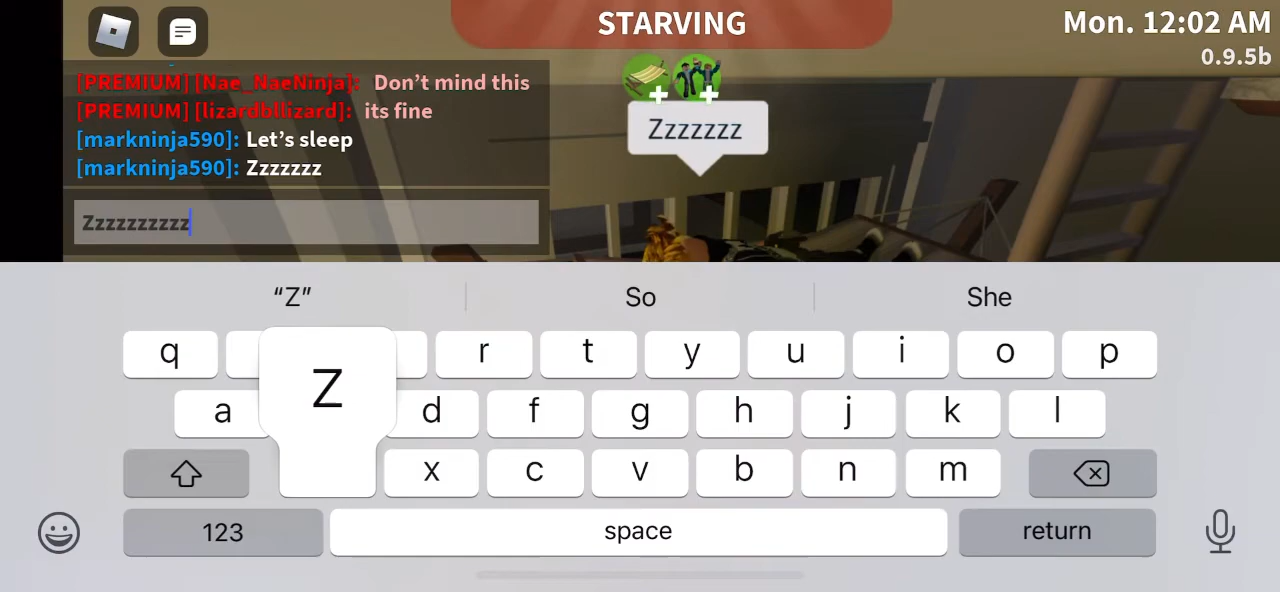 STARVING
Mon. 12:02 AM
0.9.5b
[PREMIUM] [Nae_NaeNinja]: Don’t mind this
[PREMIUM] [lizardbllizard]: its fine
[markninja590]: Let’s sleep
[markninja590]: Zzzzzzz
Zzzzzzz
Zzzzzzzzzz
“Z” So She
q r t y u i o p
Z
a d f g h j k l
x c v b n m
123 space return